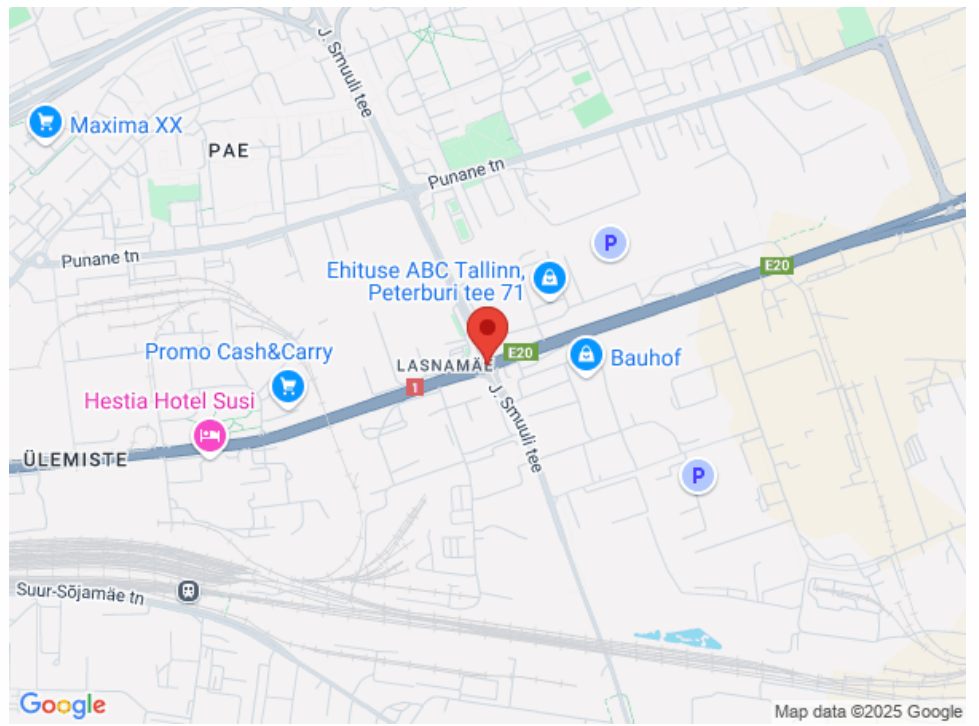 J. Smuuli tee
Maxima XX
PAE
Punane tn
Punane tn
Ehituse ABC Tallinn,
Peterburi tee 71
P
E20
E20
Promo Cash&Carry
LASNAMÄE
Bauhof
1
Hestia Hotel Susi
J. Smuuli tee
ÜLEMISTE
P
Suur-Sõjamäe tn
Google
Map data ©2025 Google